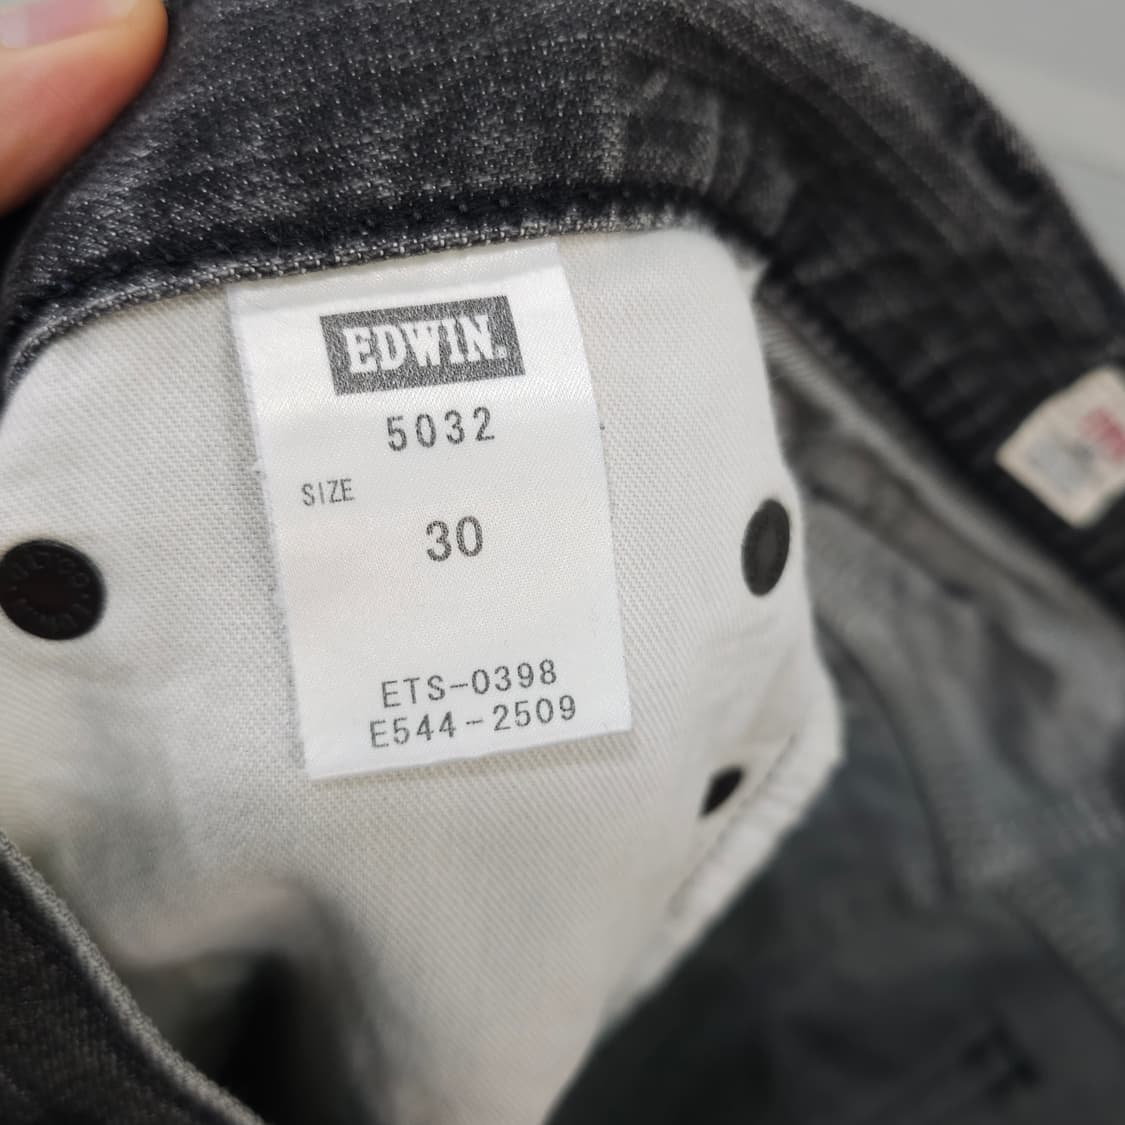 EDWIN.
5032
SIZE
30
ETS-0398
E544-2509